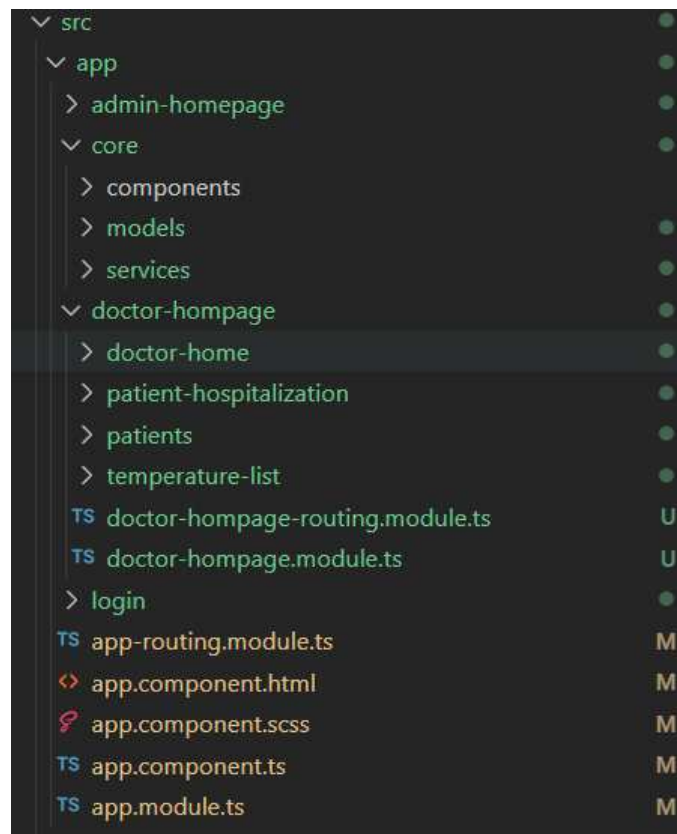 src
app
admin-homepage
core
components
models
services
doctor-hompage
doctor-home
patient-hospitalization
patients
temperature-list
TS doctor-hompage-routing.module.ts U
TS doctor-hompage.module.ts U
login
TS app-routing.module.ts M
<> app.component.html M
app.component.scss M
TS app.component.ts M
TS app.module.ts M